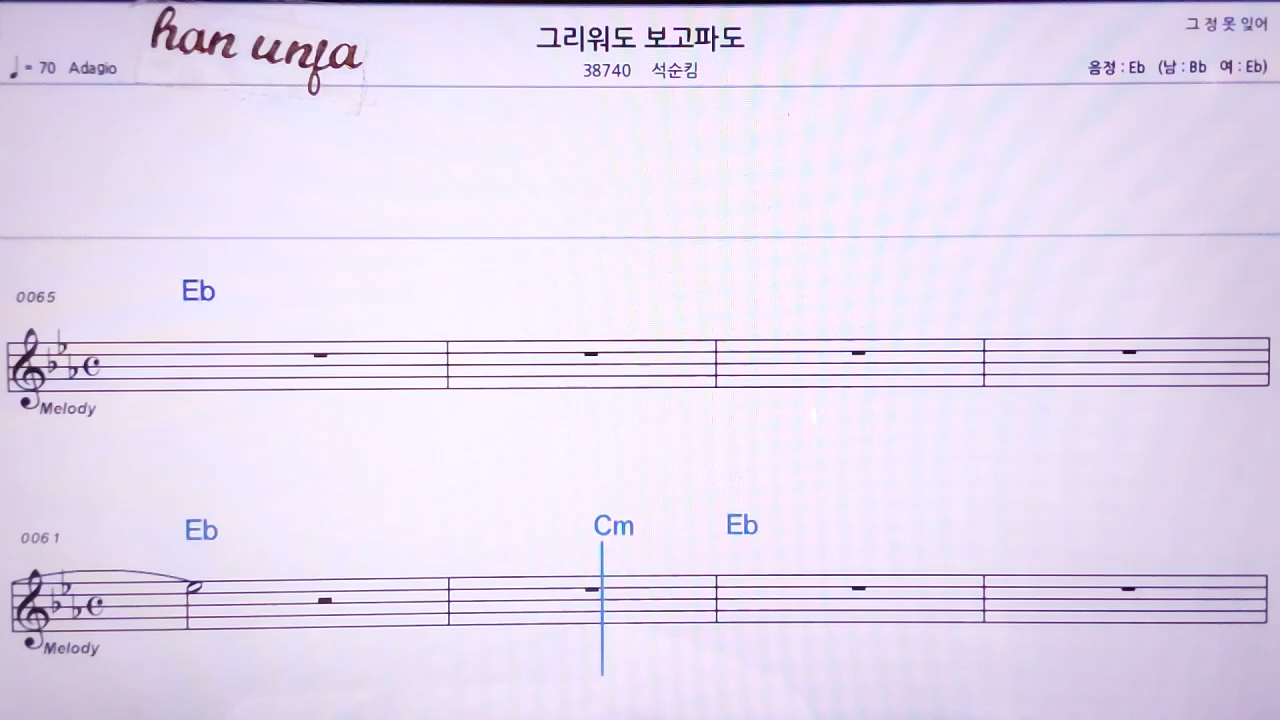 han unja
그리워도 보고파도
그 정 못 잊어
♩= 70 Adagio
38740 석순킴
음정 : Eb (남 : Bb 여 : Eb)
0065
Eb
Melody
0061
Eb Cm Eb
Melody